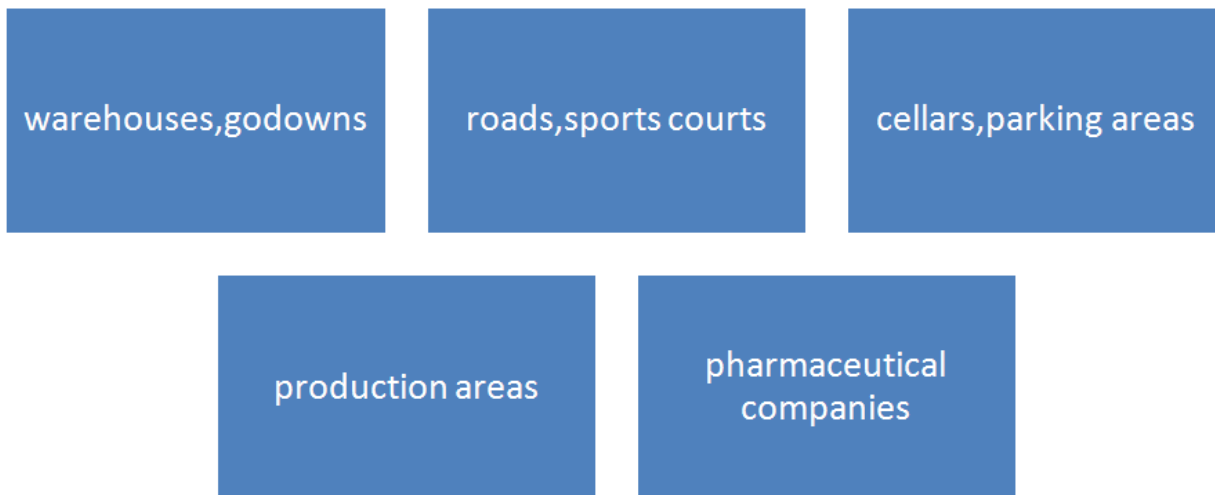 warehouses,godowns
roads,sports courts
cellars,parking areas
production areas
pharmaceutical
companies